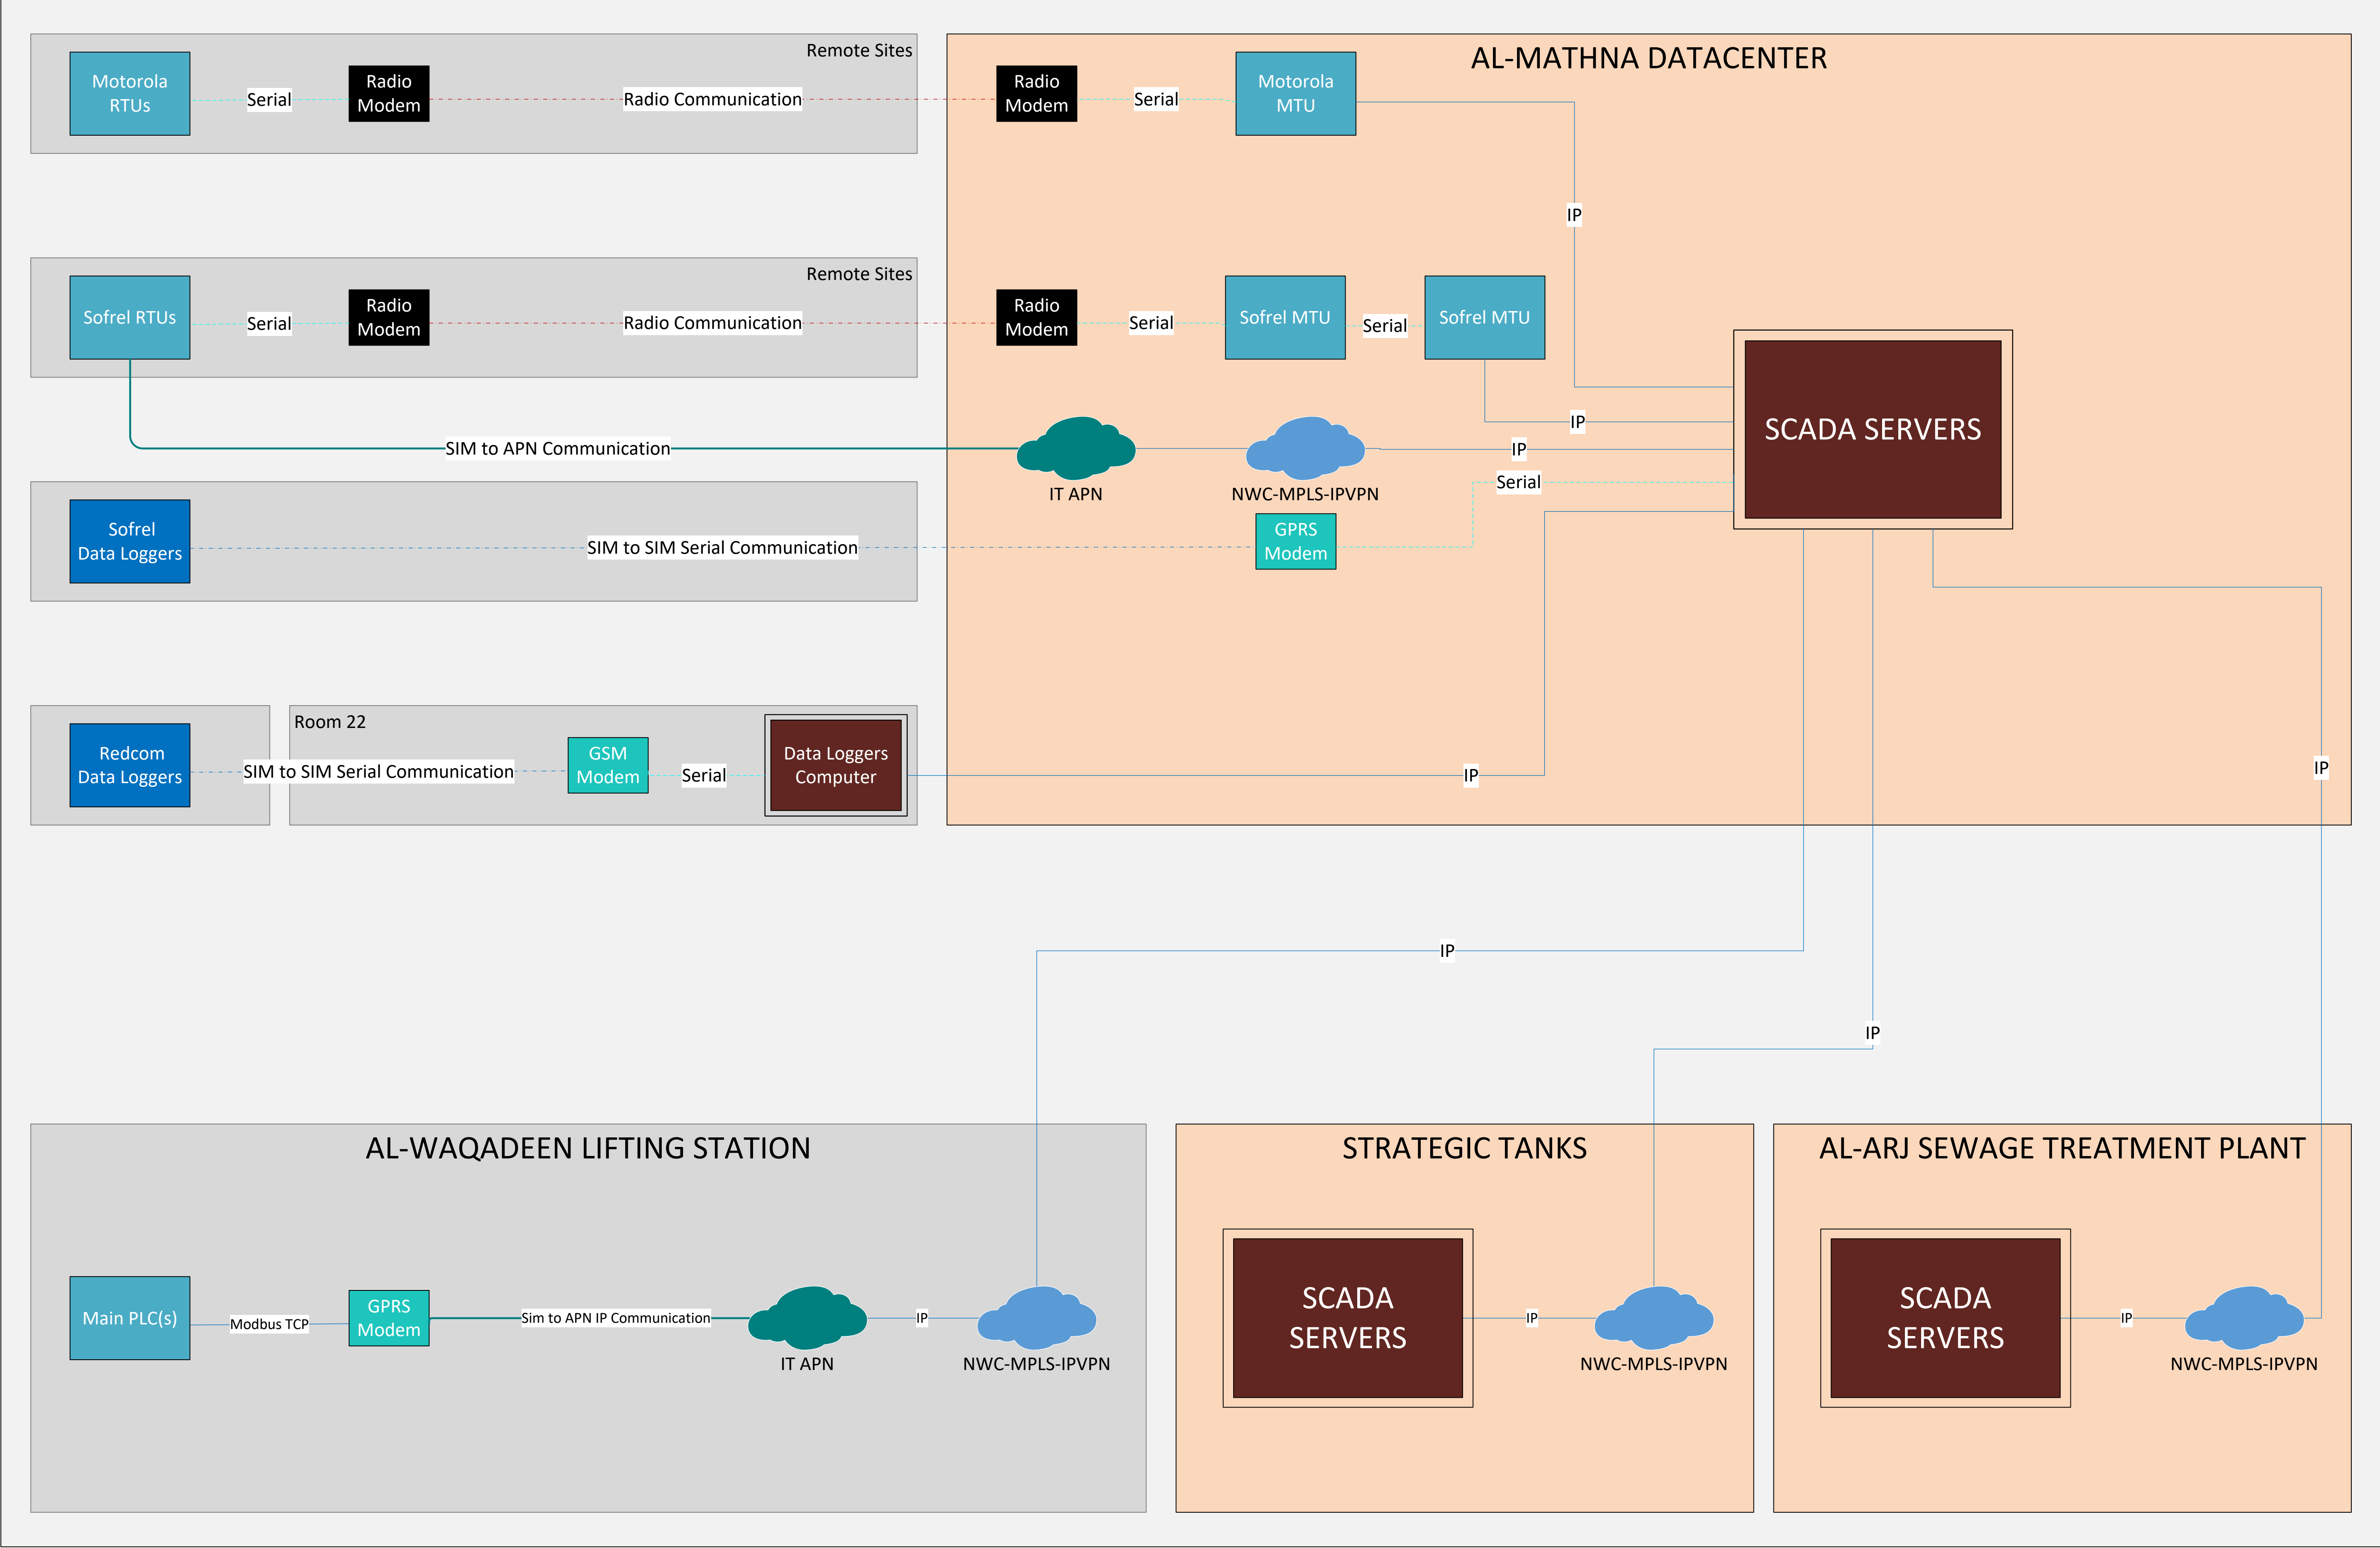 Remote Sites
Motorola
RTUs
Serial
Radio
Modem
Radio Communication
AL-MATHNA DATACENTER
Radio
Modem
Serial
Motorola
MTU
IP
Remote Sites
Sofrel RTUs
Serial
Radio
Modem
Radio Communication
Radio
Modem
Serial
Sofrel MTU
Serial
Sofrel MTU
IP
SCADA SERVERS
SIM to APN Communication
IT APN
NWC-MPLS-IPVPN
IP
Serial
Sofrel
Data Loggers
SIM to SIM Serial Communication
GPRS
Modem
Redcom
Data Loggers
SIM to SIM Serial Communication
Room 22
GSM
Modem
Serial
Data Loggers
Computer
IP
IP
IP
IP
AL-WAQADEEN LIFTING STATION
Main PLC(s)
Modbus TCP
GPRS
Modem
Sim to APN IP Communication
IT APN
IP
NWC-MPLS-IPVPN
STRATEGIC TANKS
SCADA
SERVERS
IP
NWC-MPLS-IPVPN
AL-ARJ SEWAGE TREATMENT PLANT
SCADA
SERVERS
IP
NWC-MPLS-IPVPN